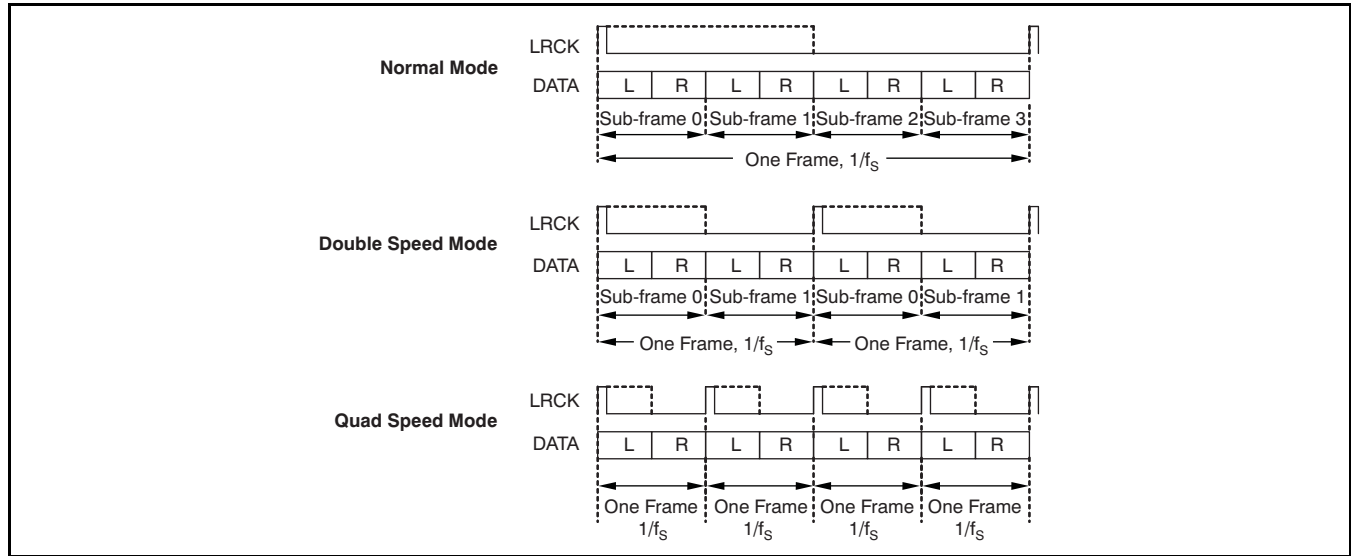 Normal Mode
LRCK
DATA L R L R L R L R
Sub-frame 0 Sub-frame 1 Sub-frame 2 Sub-frame 3
One Frame, 1/fS
Double Speed Mode
LRCK
DATA L R L R L R L R
Sub-frame 0 Sub-frame 1 Sub-frame 0 Sub-frame 1
One Frame, 1/fS One Frame, 1/fS
Quad Speed Mode
LRCK
DATA L R L R L R L R
One Frame One Frame One Frame One Frame
1/fS 1/fS 1/fS 1/fS